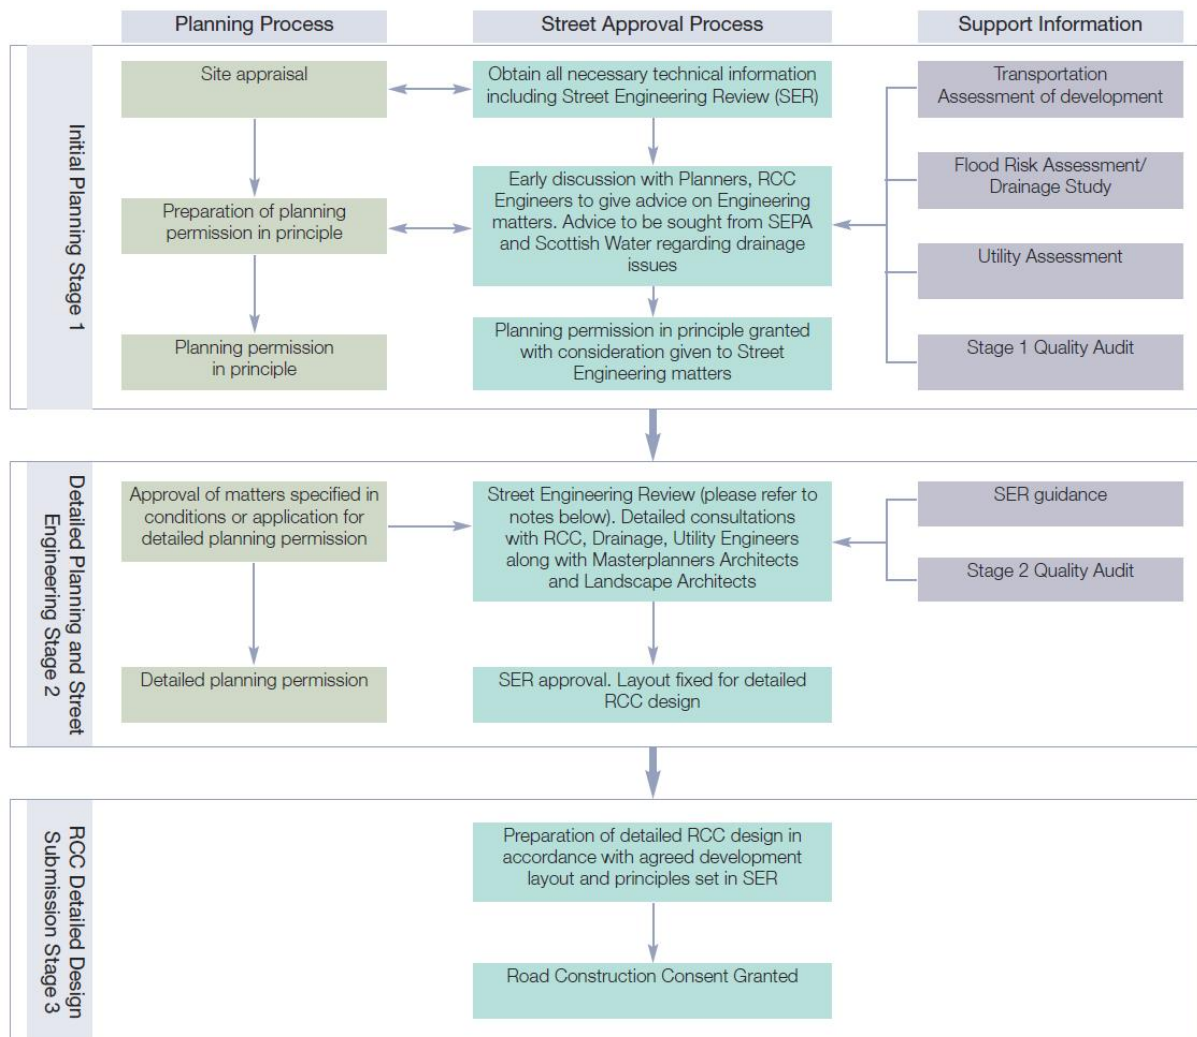 Planning Process
Street Approval Process
Support Information
Initial Planning Stage 1
Site appraisal
Obtain all necessary technical information
including Street Engineering Review (SER)
Transportation
Assessment of development
Preparation of planning
permission in principle
Early discussion with Planners, RCC
Engineers to give advice on Engineering
matters. Advice to be sought from SEPA
and Scottish Water regarding drainage
issues
Flood Risk Assessment/
Drainage Study
Utility Assessment
Planning permission
in principle
Planning permission in principle granted
with consideration given to Street
Engineering matters
Stage 1 Quality Audit
Detailed Planning and Street
Engineering Stage 2
Approval of matters specified in
conditions or application for
detailed planning permission
Street Engineering Review (please refer to
notes below). Detailed consultations
with RCC, Drainage, Utility Engineers
along with Masterplanners Architects
and Landscape Architects
SER guidance
Stage 2 Quality Audit
Detailed planning permission
SER approval. Layout fixed for detailed
RCC design
RCC Detailed Design
Submission Stage 3
Preparation of detailed RCC design in
accordance with agreed development
layout and principles set in SER
Road Construction Consent Granted